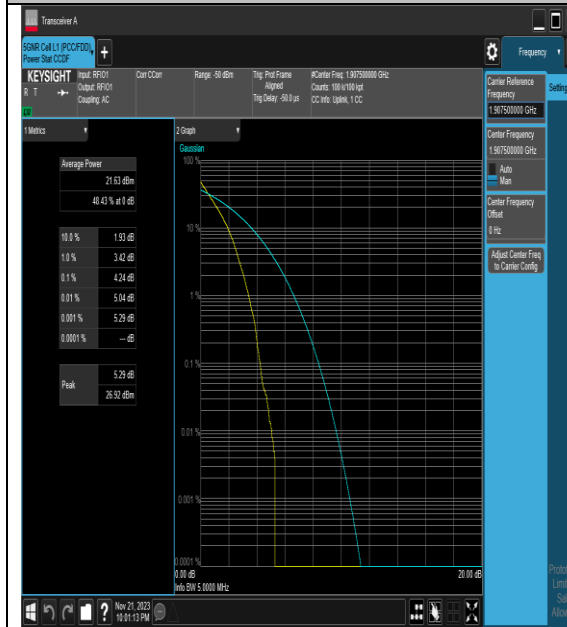 Transceiver A
5GNR Cell L1 (PCC/FDD),
Power Stat CCDF
+
Frequency
KEYSIGHT
R T
Input: RFIO1
Output: RFIO1
Coupling: AC
Corr CCorr
Range: -50 dBm
Trig: Prot Frame
Aligned
Trig Delay: -50.0 µs
#Center Freq: 1.907500000 GHz
Counts: 100 k/100 kpt
CC Info: Uplink, 1 CC
Carrier Reference
Frequency
1.907500000 GHz
Center Frequency
1.907500000 GHz
Auto
Man
Center Frequency
Offset
0 Hz
Adjust Center Freq
to Carrier Config
1 Metrics
Average Power
21.63 dBm
48.43 % at 0 dB
10.0 % 1.93 dB
1.0 % 3.42 dB
0.1 % 4.24 dB
0.01 % 5.04 dB
0.001 % 5.29 dB
0.0001 % --- dB
Peak
5.29 dB
26.92 dBm
2 Graph
Gaussian
100 %
10 %
1 %
0.1 %
0.01 %
0.001 %
0.0001 %
0.00 dB
20.00 dB
Info BW 5.0000 MHz
?
Nov 21, 2023
10:01:13 PM